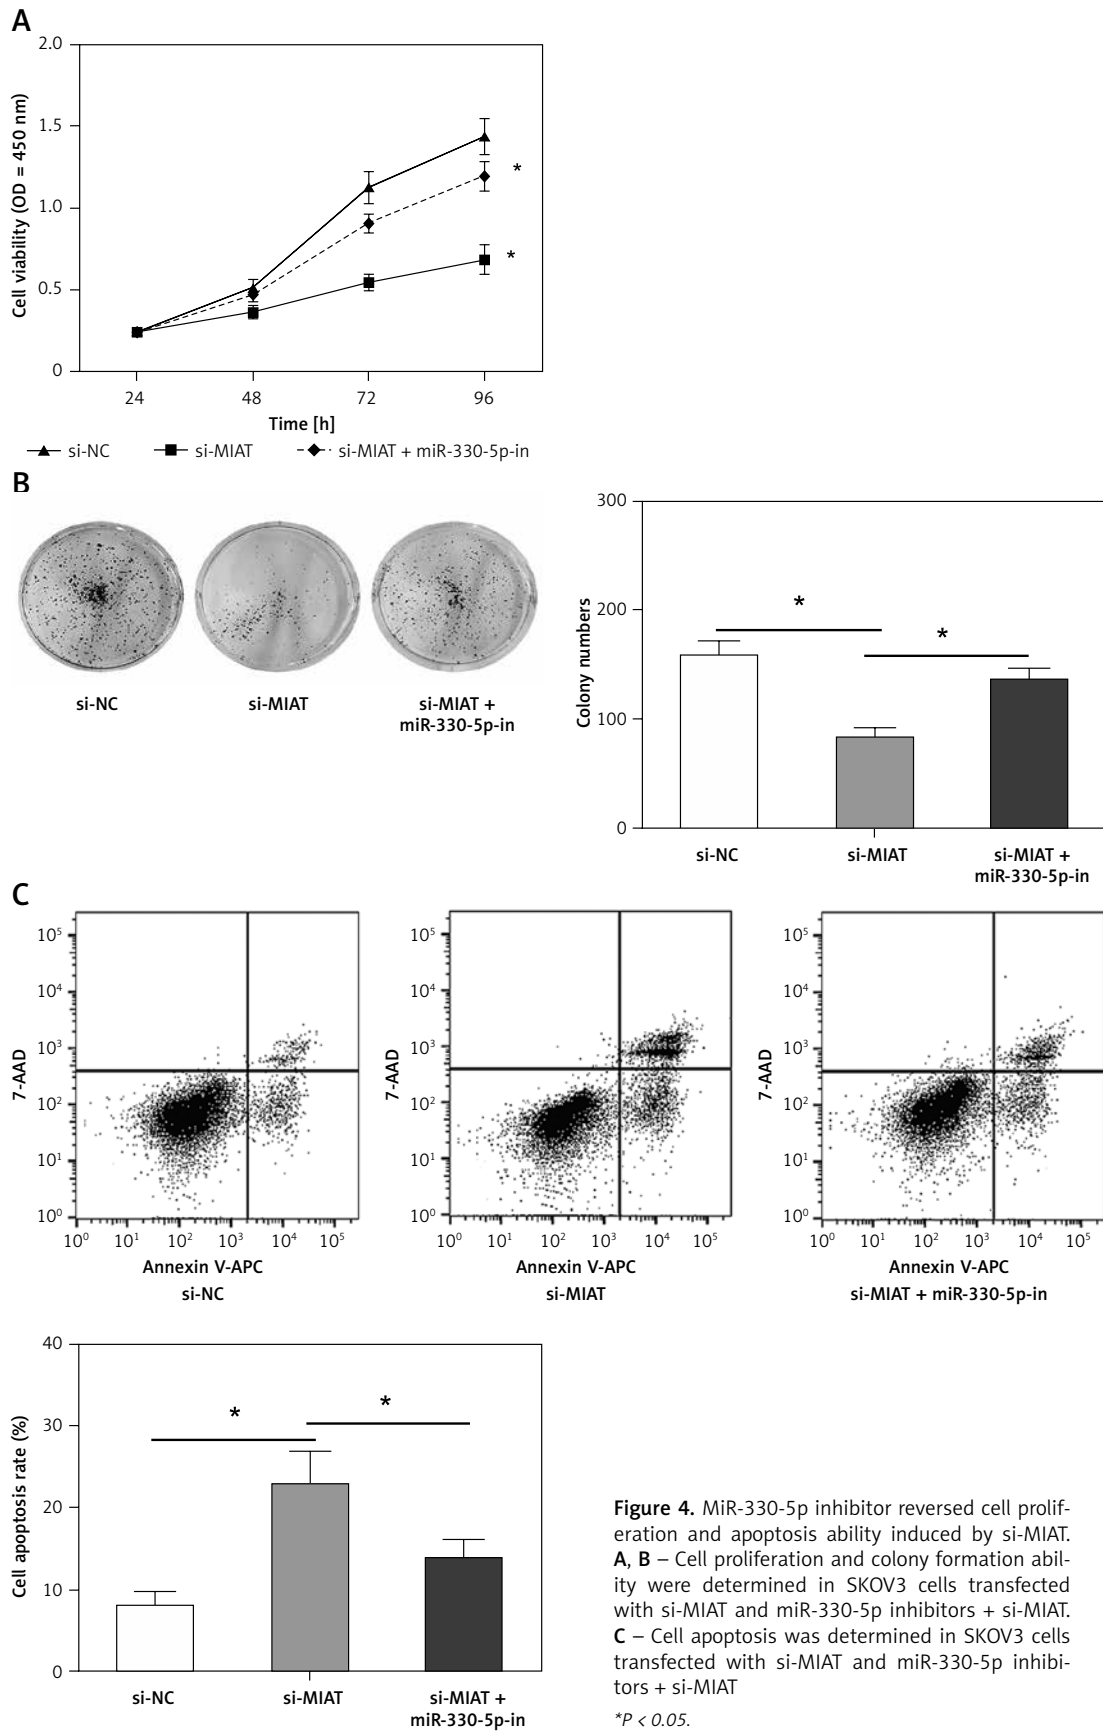 A
2.0
1.5
1.0
0.5
0
Cell viability (OD = 450 nm)
*
*
24 48 72 96
Time [h]
si-NC si-MIAT si-MIAT + miR-330-5p-in
B
si-NC si-MIAT si-MIAT +
miR-330-5p-in
300
200
100
0
Colony numbers
*
*
si-NC si-MIAT si-MIAT +
miR-330-5p-in
C
10⁵
10⁴
10³
10²
10¹
10⁰
7-AAD
10⁰ 10¹ 10² 10³ 10⁴ 10⁵
Annexin V-APC
si-NC
10⁵
10⁴
10³
10²
10¹
10⁰
7-AAD
10⁰ 10¹ 10² 10³ 10⁴ 10⁵
Annexin V-APC
si-MIAT
10⁵
10⁴
10³
10²
10¹
10⁰
7-AAD
10⁰ 10¹ 10² 10³ 10⁴ 10⁵
Annexin V-APC
si-MIAT + miR-330-5p-in
40
30
20
10
0
Cell apoptosis rate (%)
*
*
si-NC si-MIAT si-MIAT +
miR-330-5p-in
Figure 4. MiR-330-5p inhibitor reversed cell prolif-
eration and apoptosis ability induced by si-MIAT.
A, B – Cell proliferation and colony formation abil-
ity were determined in SKOV3 cells transfected
with si-MIAT and miR-330-5p inhibitors + si-MIAT.
C – Cell apoptosis was determined in SKOV3 cells
transfected with si-MIAT and miR-330-5p inhibi-
tors + si-MIAT
*P < 0.05.